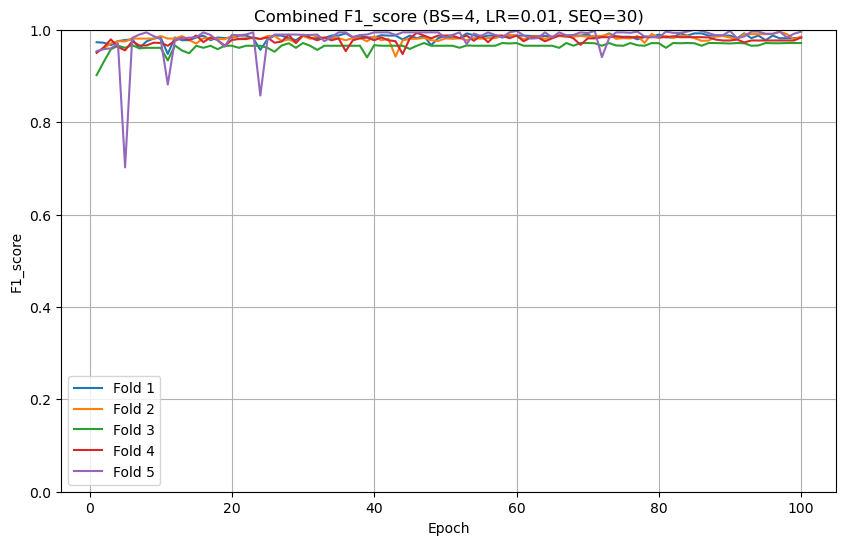 Combined F1_score (BS=4, LR=0.01, SEQ=30)
F1_score
1.0
0.8
0.6
0.4
0.2
0.0
Fold 1
Fold 2
Fold 3
Fold 4
Fold 5
0 20 40 60 80 100
Epoch